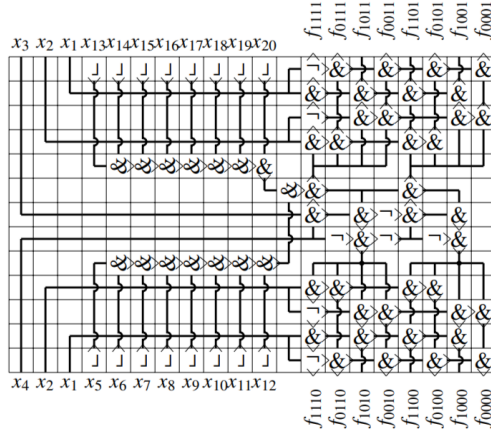 f1111 f0111 f1011 f0011 f1101 f0101 f1001 f0001
x3 x2 x1 x13 x14 x15 x16 x17 x18 x19 x20
¬ ¬ ¬ ¬ ¬ ¬ ¬ ¬ ¬ & & & & &
& & & & &
¬ & & & &
& & & & &
& & & & & & &
& & &
& & ¬ & &
¬ & ¬ ¬ &
& & & & & & &
& & & &
¬ & & & &
& & & & &
¬ ¬ ¬ ¬ ¬ ¬ ¬ ¬ ¬ & & & & &
x4 x2 x1 x5 x6 x7 x8 x9 x10 x11 x12
f1110 f0110 f1010 f0010 f1100 f0100 f1000 f0000